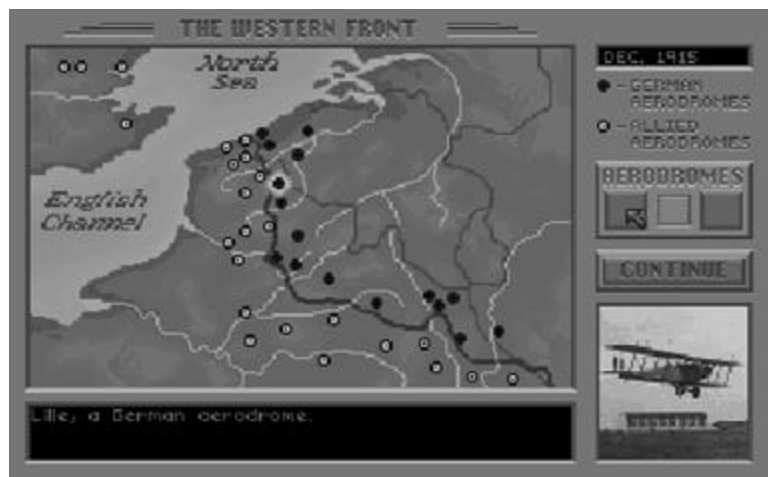 THE WESTERN FRONT
North
Sea
English
Channel
DEC. 1915
- GERMAN
AERODROMES
- ALLIED
AERODROMES
AERODROMES
CONTINUE
Lille, a German aerodrome.